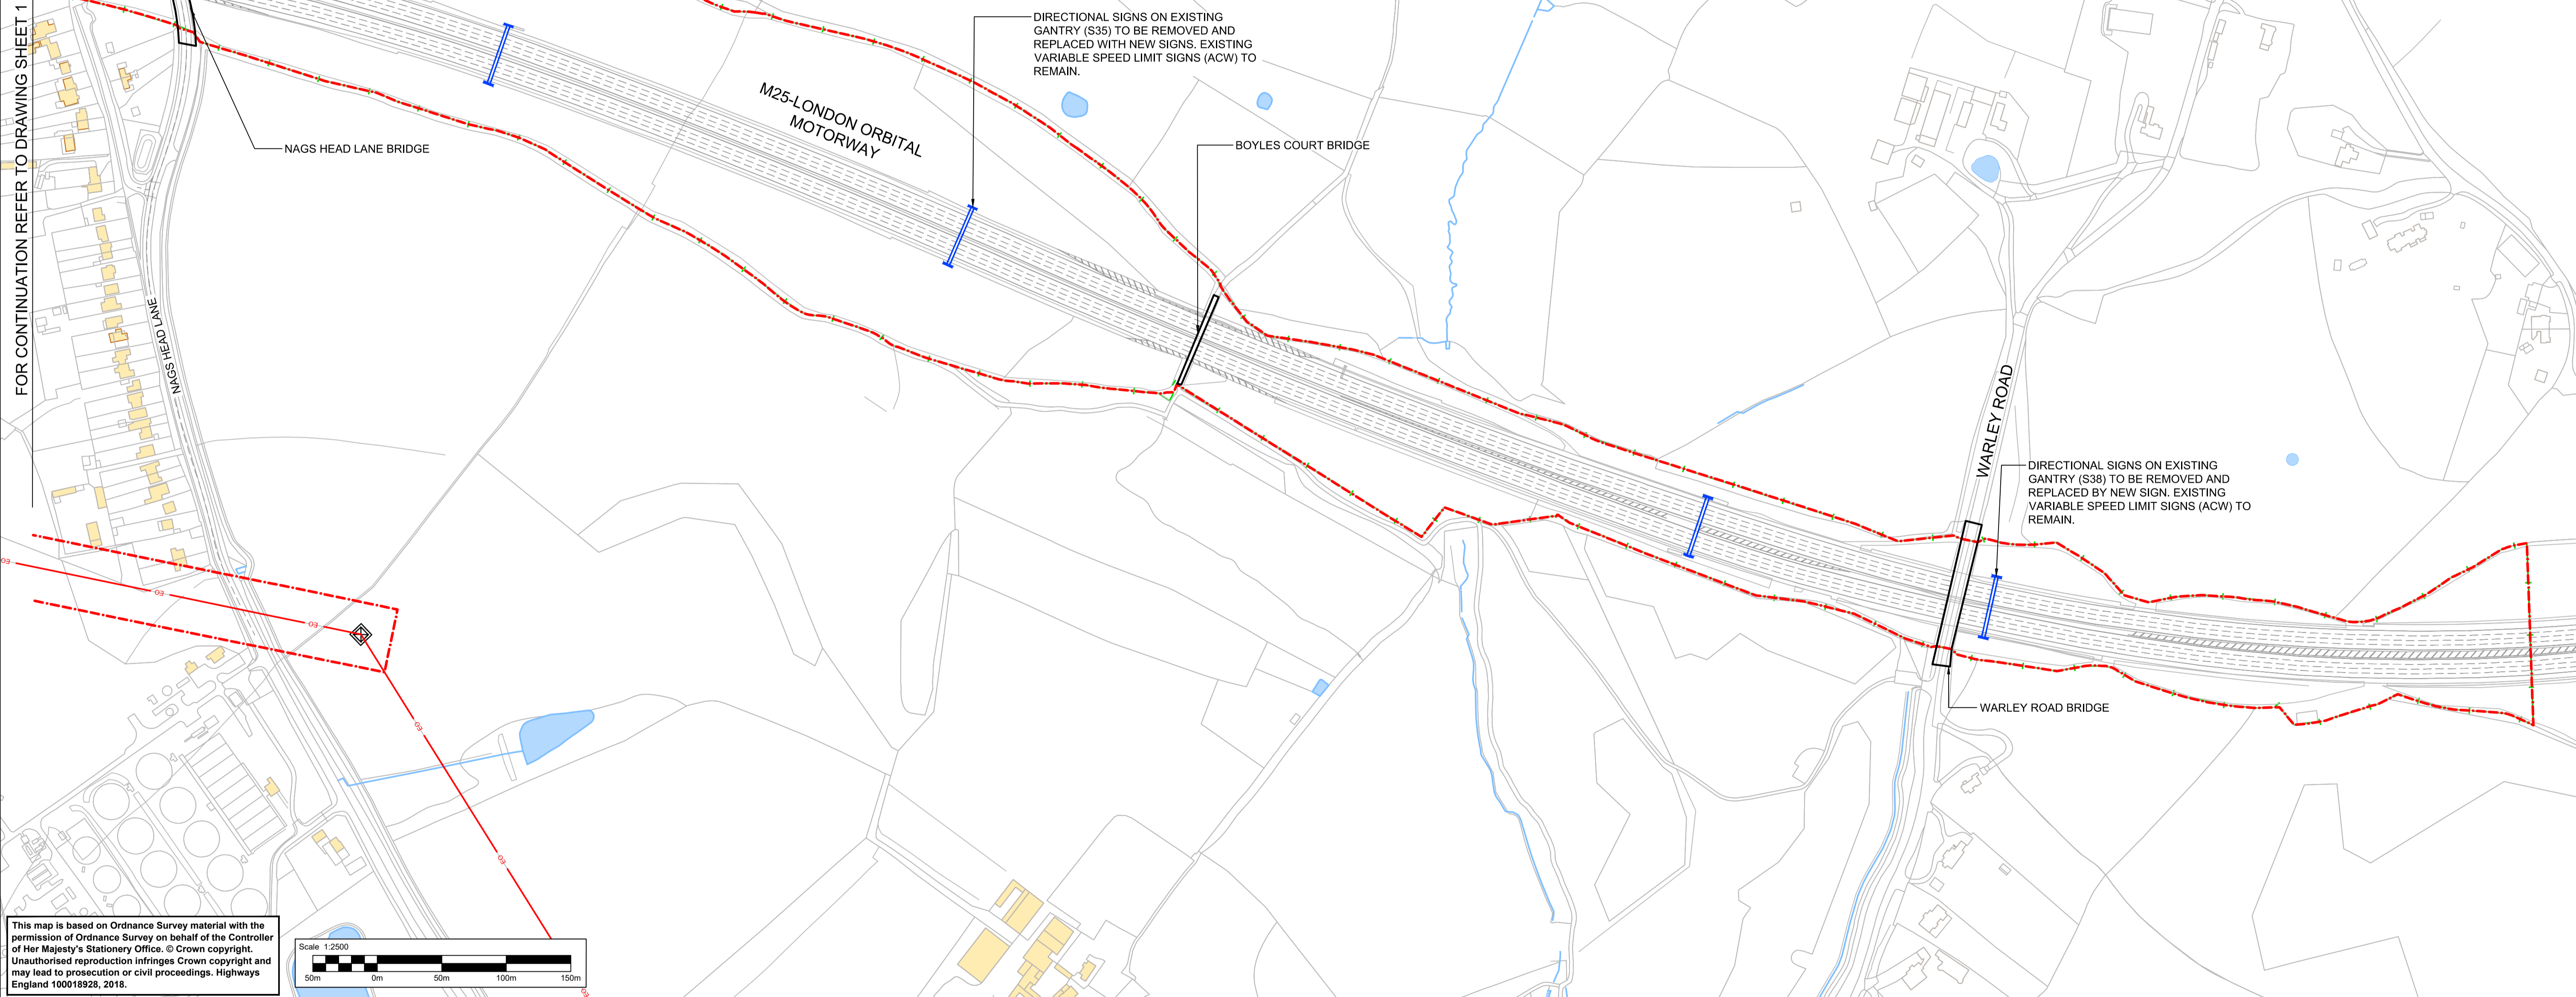 FOR CONTINUATION REFER TO DRAWING SHEET 1
DIRECTIONAL SIGNS ON EXISTING
GANTRY (S35) TO BE REMOVED AND
REPLACED WITH NEW SIGNS. EXISTING
VARIABLE SPEED LIMIT SIGNS (ACW) TO
REMAIN.
M25-LONDON ORBITAL
MOTORWAY
NAGS HEAD LANE BRIDGE
BOYLES COURT BRIDGE
NAGS HEAD LANE
WARLEY ROAD
DIRECTIONAL SIGNS ON EXISTING
GANTRY (S38) TO BE REMOVED AND
REPLACED BY NEW SIGN. EXISTING
VARIABLE SPEED LIMIT SIGNS (ACW) TO
REMAIN.
WARLEY ROAD BRIDGE
EO
EO
EO
EO
EO
EO
This map is based on Ordnance Survey material with the
permission of Ordnance Survey on behalf of the Controller
of Her Majesty's Stationery Office. © Crown copyright.
Unauthorised reproduction infringes Crown copyright and
may lead to prosecution or civil proceedings. Highways
England 100018928, 2018.
Scale 1:2500
50m 0m 50m 100m 150m